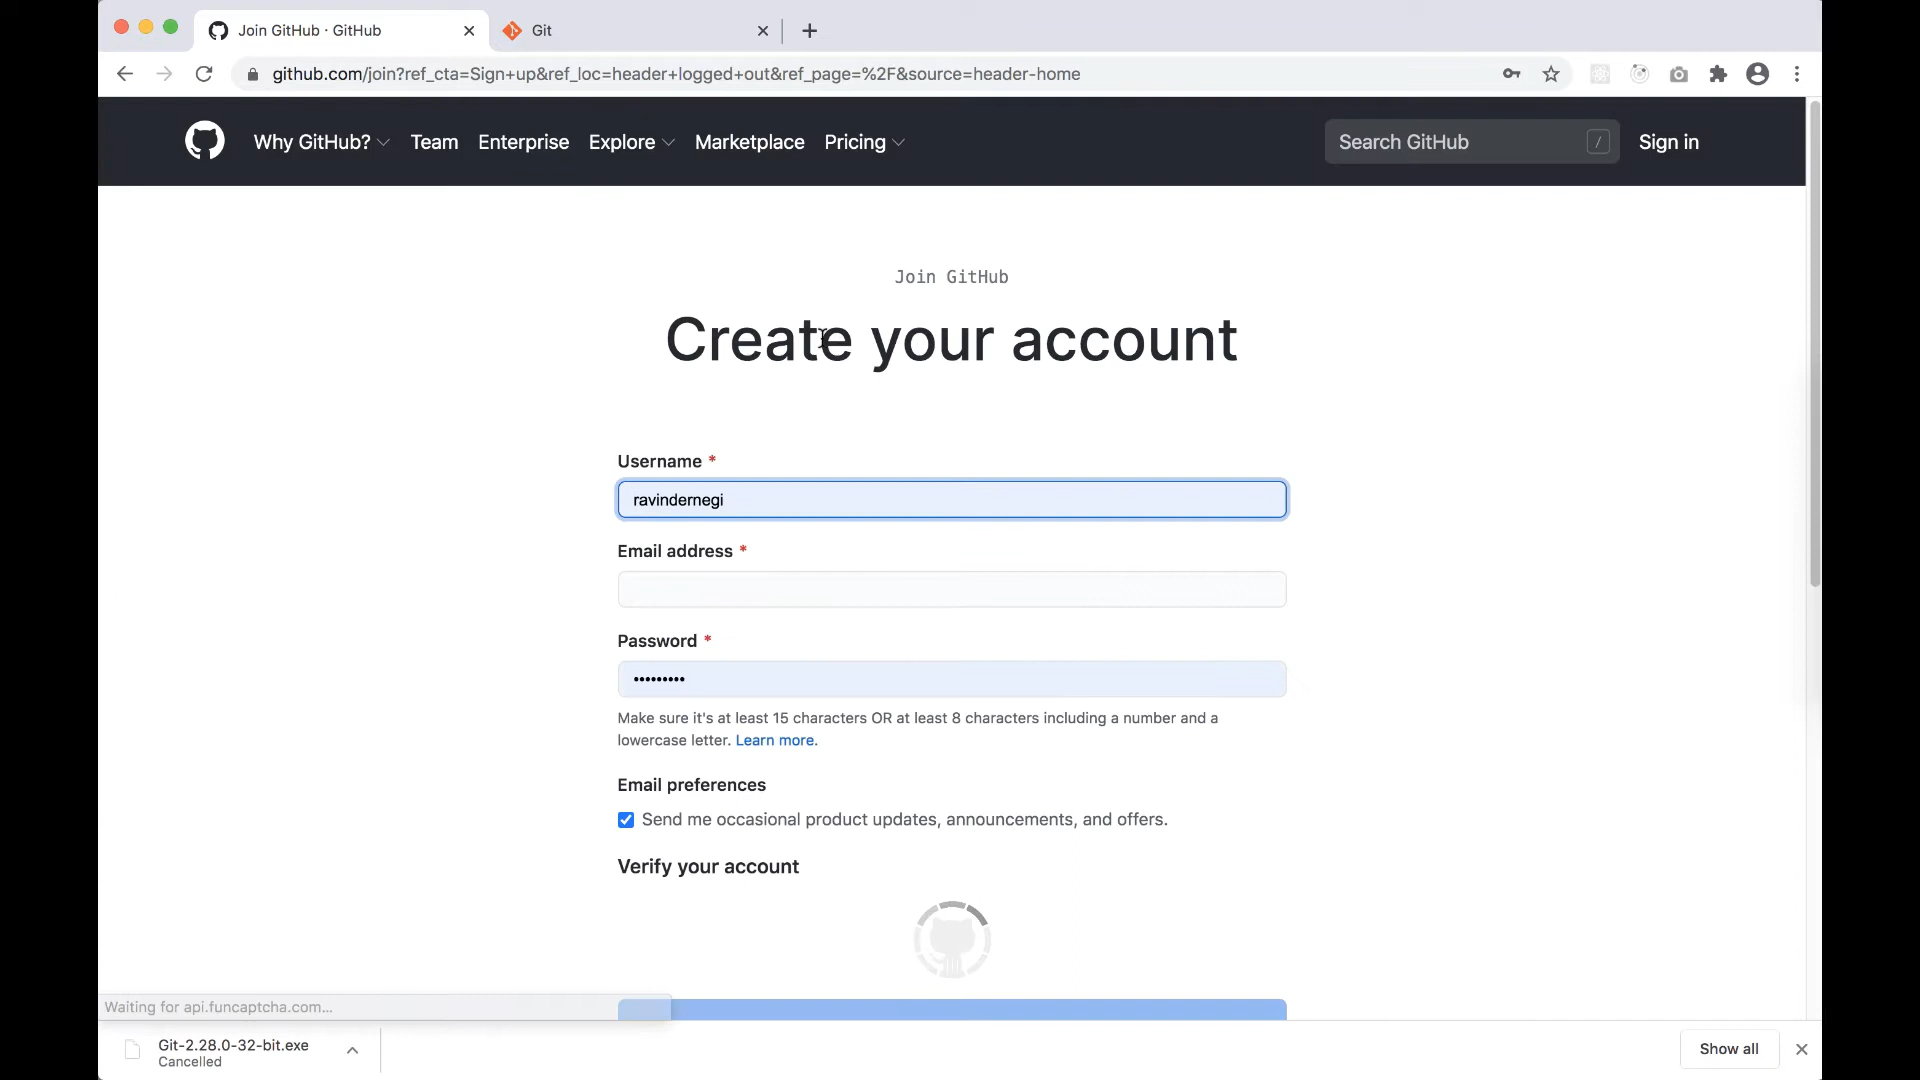 Join GitHub · GitHub
Git
github.com/join?ref_cta=Sign+up&ref_loc=header+logged+out&ref_page=%2F&source=header-home
Why GitHub? Team Enterprise Explore Marketplace Pricing Search GitHub / Sign in
Join GitHub
Create your account
Username *
ravindernegi
Email address *
Password *
•••••••••
Make sure it's at least 15 characters OR at least 8 characters including a number and a
lowercase letter. Learn more.
Email preferences
Send me occasional product updates, announcements, and offers.
Verify your account
Waiting for api.funcaptcha.com...
Git-2.28.0-32-bit.exe
Cancelled
Show all